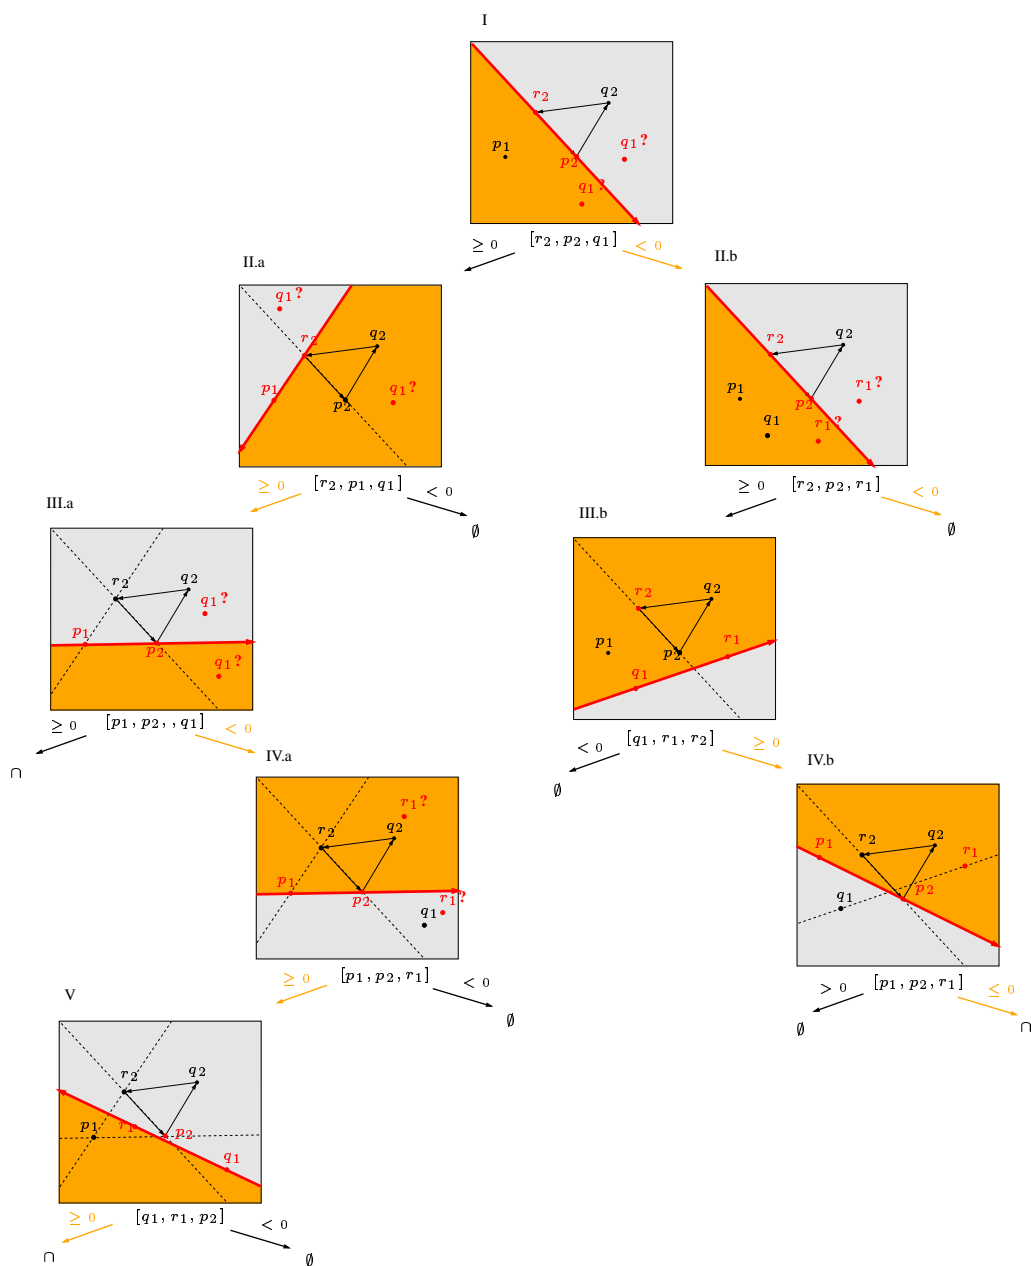 I
r₂
q₂
q₁?
p₁
p₂
q₁?
≥ 0 [r₂, p₂, q₁] < 0
II.a
II.b
q₁?
r₂
q₂
p₁
q₁?
p₂
r₂
q₂
p₁
r₁?
p₂
q₁
r₁?
≥ 0 [r₂, p₁, q₁] < 0
∅
≥ 0 [r₂, p₂, r₁] < 0
∅
III.a
III.b
r₂
q₂
q₁?
p₁
p₂
q₁?
r₂
q₂
p₁
p₂
r₁
q₁
≥ 0 [p₁, p₂, , q₁] < 0
∩
< 0 [q₁, r₁, r₂] ≥ 0
∅
IV.a
IV.b
r₁?
r₂
q₂
p₁
p₂
r₁?
q₁
p₁
r₂
q₂
r₁
p₂
q₁
≥ 0 [p₁, p₂, r₁] < 0
∅
> 0 [p₁, p₂, r₁] ≤ 0
∅
∩
V
r₂
q₂
p₁
r₁
p₂
q₁
≥ 0 [q₁, r₁, p₂] < 0
∩
∅